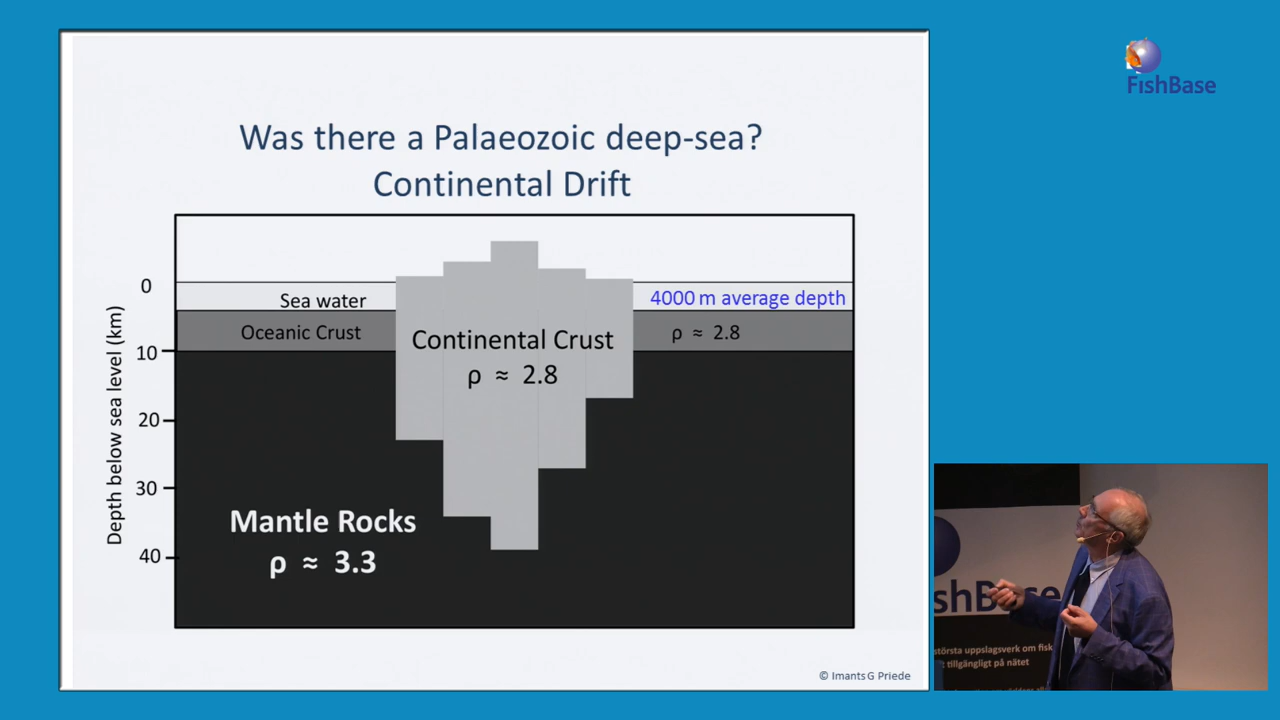 FishBase
Was there a Palaeozoic deep-sea?
Continental Drift
0
10
20
30
40
Depth below sea level (km)
Sea water
4000 m average depth
Oceanic Crust
ρ ≈ 2.8
Continental Crust
ρ ≈ 2.8
Mantle Rocks
ρ ≈ 3.3
© Imants G Priede
shBase
största uppslagsverk om fisk
t tillgängligt på nätet